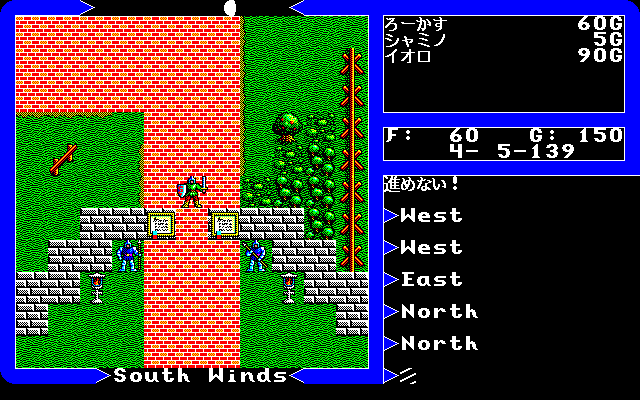 ろーかす 60G
シャミノ 5G
イオロ 90G
F: 60 G: 150
4- 5-139
進めない!
West
West
East
North
North
South Winds